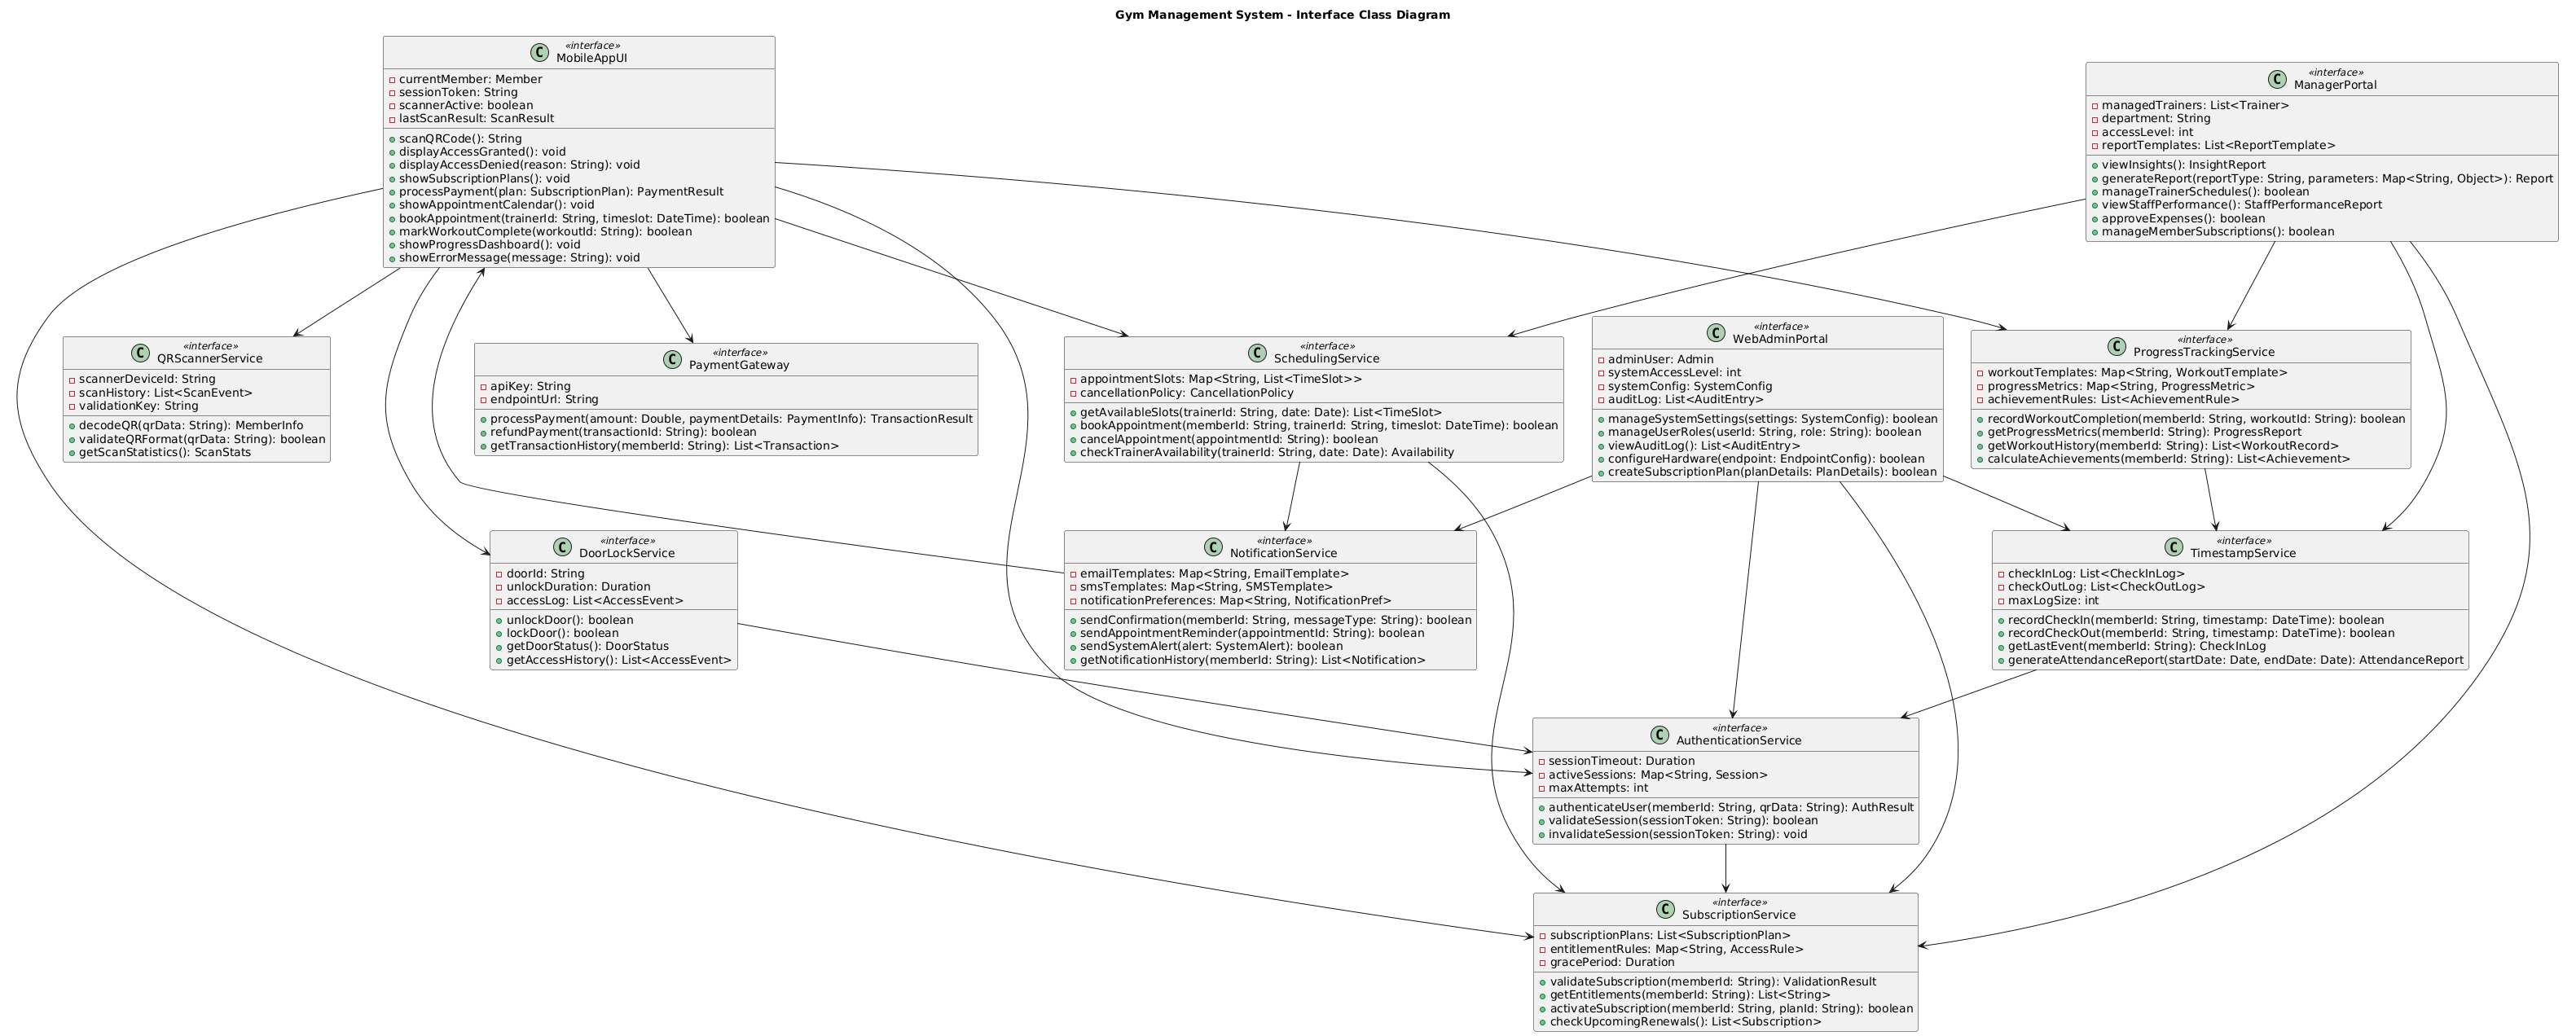 Gym Management System - Interface Class Diagram
C
«interface»
MobileAppUI
currentMember: Member
sessionToken: String
scannerActive: boolean
lastScanResult: ScanResult
scanQRCode(): String
displayAccessGranted(): void
displayAccessDenied(reason: String): void
showSubscriptionPlans(): void
processPayment(plan: SubscriptionPlan): PaymentResult
showAppointmentCalendar(): void
bookAppointment(trainerId: String, timeslot: DateTime): boolean
markWorkoutComplete(workoutId: String): boolean
showProgressDashboard(): void
showErrorMessage(message: String): void
C
«interface»
ManagerPortal
managedTrainers: List<Trainer>
department: String
accessLevel: int
reportTemplates: List<ReportTemplate>
viewInsights(): InsightReport
generateReport(reportType: String, parameters: Map<String, Object>): Report
manageTrainerSchedules(): boolean
viewStaffPerformance(): StaffPerformanceReport
approveExpenses(): boolean
manageMemberSubscriptions(): boolean
C
«interface»
QRScannerService
scannerDeviceId: String
scanHistory: List<ScanEvent>
validationKey: String
decodeQR(qrData: String): MemberInfo
validateQRFormat(qrData: String): boolean
getScanStatistics(): ScanStats
C
«interface»
PaymentGateway
apiKey: String
endpointUrl: String
processPayment(amount: Double, paymentDetails: PaymentInfo): TransactionResult
refundPayment(transactionId: String): boolean
getTransactionHistory(memberId: String): List<Transaction>
C
«interface»
SchedulingService
appointmentSlots: Map<String, List<TimeSlot>>
cancellationPolicy: CancellationPolicy
getAvailableSlots(trainerId: String, date: Date): List<TimeSlot>
bookAppointment(memberId: String, trainerId: String, timeslot: DateTime): boolean
cancelAppointment(appointmentId: String): boolean
checkTrainerAvailability(trainerId: String, date: Date): Availability
C
«interface»
WebAdminPortal
adminUser: Admin
systemAccessLevel: int
systemConfig: SystemConfig
auditLog: List<AuditEntry>
manageSystemSettings(settings: SystemConfig): boolean
manageUserRoles(userId: String, role: String): boolean
viewAuditLog(): List<AuditEntry>
configureHardware(endpoint: EndpointConfig): boolean
createSubscriptionPlan(planDetails: PlanDetails): boolean
C
«interface»
ProgressTrackingService
workoutTemplates: Map<String, WorkoutTemplate>
progressMetrics: Map<String, ProgressMetric>
achievementRules: List<AchievementRule>
recordWorkoutCompletion(memberId: String, workoutId: String): boolean
getProgressMetrics(memberId: String): ProgressReport
getWorkoutHistory(memberId: String): List<WorkoutRecord>
calculateAchievements(memberId: String): List<Achievement>
C
«interface»
DoorLockService
doorId: String
unlockDuration: Duration
accessLog: List<AccessEvent>
unlockDoor(): boolean
lockDoor(): boolean
getDoorStatus(): DoorStatus
getAccessHistory(): List<AccessEvent>
C
«interface»
NotificationService
emailTemplates: Map<String, EmailTemplate>
smsTemplates: Map<String, SMSTemplate>
notificationPreferences: Map<String, NotificationPref>
sendConfirmation(memberId: String, messageType: String): boolean
sendAppointmentReminder(appointmentId: String): boolean
sendSystemAlert(alert: SystemAlert): boolean
getNotificationHistory(memberId: String): List<Notification>
C
«interface»
TimestampService
checkInLog: List<CheckInLog>
checkOutLog: List<CheckOutLog>
maxLogSize: int
recordCheckIn(memberId: String, timestamp: DateTime): boolean
recordCheckOut(memberId: String, timestamp: DateTime): boolean
getLastEvent(memberId: String): CheckInLog
generateAttendanceReport(startDate: Date, endDate: Date): AttendanceReport
C
«interface»
AuthenticationService
sessionTimeout: Duration
activeSessions: Map<String, Session>
maxAttempts: int
authenticateUser(memberId: String, qrData: String): AuthResult
validateSession(sessionToken: String): boolean
invalidateSession(sessionToken: String): void
C
«interface»
SubscriptionService
subscriptionPlans: List<SubscriptionPlan>
entitlementRules: Map<String, AccessRule>
gracePeriod: Duration
validateSubscription(memberId: String): ValidationResult
getEntitlements(memberId: String): List<String>
activateSubscription(memberId: String, planId: String): boolean
checkUpcomingRenewals(): List<Subscription>